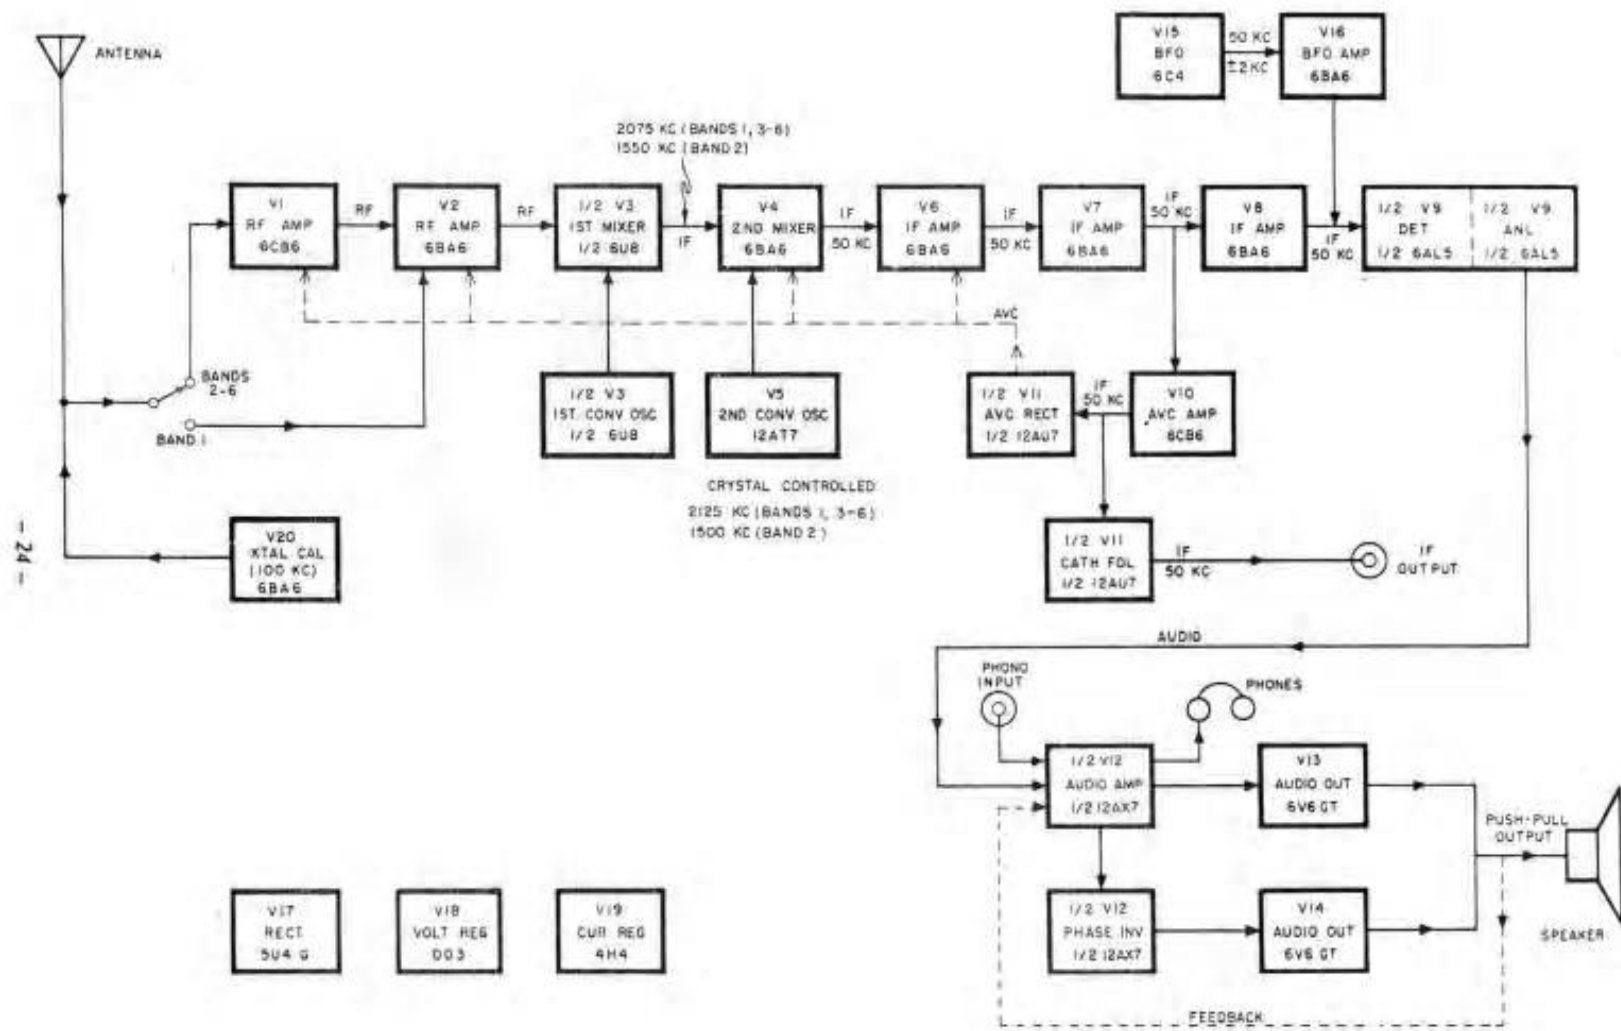 ANTENNA
V15
BFO
6C4
50 KC
±2KC
V16
BFO AMP
6BA6
2075 KC (BANDS 1, 3-6)
1550 KC (BAND 2)
V1
RF AMP
6CB6
RF
V2
RF AMP
6BA6
RF
1/2 V3
1ST MIXER
1/2 6U8
IF
V4
2ND MIXER
6BA6
IF
50 KC
V6
IF AMP
6BA6
IF
50 KC
V7
IF AMP
6BA6
IF
50 KC
V8
IF AMP
6BA6
IF
50 KC
1/2 V9
DET
1/2 6AL5
1/2 V9
ANL
1/2 6AL5
AVC
BANDS
2-6
BAND 1
1/2 V3
1ST CONV OSC
1/2 6U8
V5
2ND CONV OSC
12AT7
CRYSTAL CONTROLLED
2125 KC (BANDS 1, 3-6)
1500 KC (BAND 2)
1/2 V11
AVC RECT
1/2 12AU7
IF
50 KC
V10
AVC AMP
6CB6
- 24 -
V20
XTAL CAL
(100 KC)
6BA6
1/2 V11
CATH FOL
1/2 12AU7
IF
50 KC
IF
OUTPUT
AUDIO
PHONO
INPUT
PHONES
1/2 V12
AUDIO AMP
1/2 12AX7
V13
AUDIO OUT
6V6 GT
PUSH-PULL
OUTPUT
V17
RECT
5U4 G
V18
VOLT REG
OD3
V19
CUR REG
4H4
1/2 V12
PHASE INV
1/2 12AX7
V14
AUDIO OUT
6V6 GT
SPEAKER
FEEDBACK